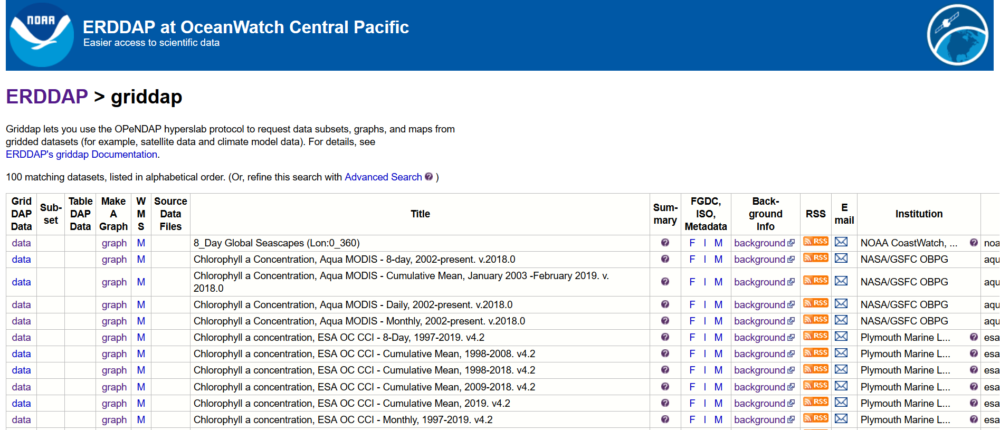 NOAA
ERDDAP at OceanWatch Central Pacific
Easier access to scientific data
ERDDAP > griddap
Griddap lets you use the OPeNDAP hyperslab protocol to request data subsets, graphs, and maps from
gridded datasets (for example, satellite data and climate model data). For details, see
ERDDAP's griddap Documentation.
100 matching datasets, listed in alphabetical order. (Or, refine this search with Advanced Search ? )
Grid DAP Data Sub-set Table DAP Data Make A Graph W M S Source Data Files Title Sum-mary FGDC, ISO, Metadata Back-ground Info RSS E mail Institution
data graph M 8_Day Global Seascapes (Lon:0_360) ? F I M background RSS NOAA CoastWatch, ... ? noa
data graph M Chlorophyll a Concentration, Aqua MODIS - 8-day, 2002-present. v.2018.0 ? F I M background RSS NASA/GSFC OBPG aqu
data graph M Chlorophyll a Concentration, Aqua MODIS - Cumulative Mean, January 2003 -February 2019. v.
2018.0 ? F I M background RSS NASA/GSFC OBPG aqu
data graph M Chlorophyll a Concentration, Aqua MODIS - Daily, 2002-present. v.2018.0 ? F I M background RSS NASA/GSFC OBPG aqu
data graph M Chlorophyll a Concentration, Aqua MODIS - Monthly, 2002-present. v.2018.0 ? F I M background RSS NASA/GSFC OBPG aqu
data graph M Chlorophyll a concentration, ESA OC CCI - 8-Day, 1997-2019. v4.2 ? F I M background RSS Plymouth Marine L... ? esa
data graph M Chlorophyll a concentration, ESA OC CCI - Cumulative Mean, 1998-2008. v4.2 ? F I M background RSS Plymouth Marine L... ? esa
data graph M Chlorophyll a concentration, ESA OC CCI - Cumulative Mean, 1998-2018. v4.2 ? F I M background RSS Plymouth Marine L... ? esa
data graph M Chlorophyll a concentration, ESA OC CCI - Cumulative Mean, 2009-2018. v4.2 ? F I M background RSS Plymouth Marine L... ? esa
data graph M Chlorophyll a concentration, ESA OC CCI - Cumulative Mean, 2019. v4.2 ? F I M background RSS Plymouth Marine L... ? esa
data graph M Chlorophyll a concentration, ESA OC CCI - Monthly, 1997-2019. v4.2 ? F I M background RSS Plymouth Marine L... ? esa